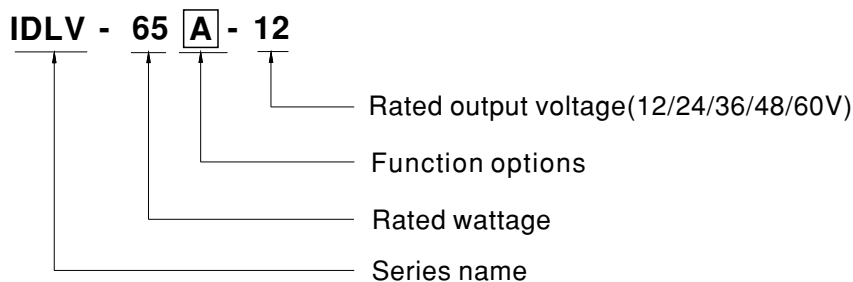 IDLV - 65 A - 12
Rated output voltage(12/24/36/48/60V)
Function options
Rated wattage
Series name